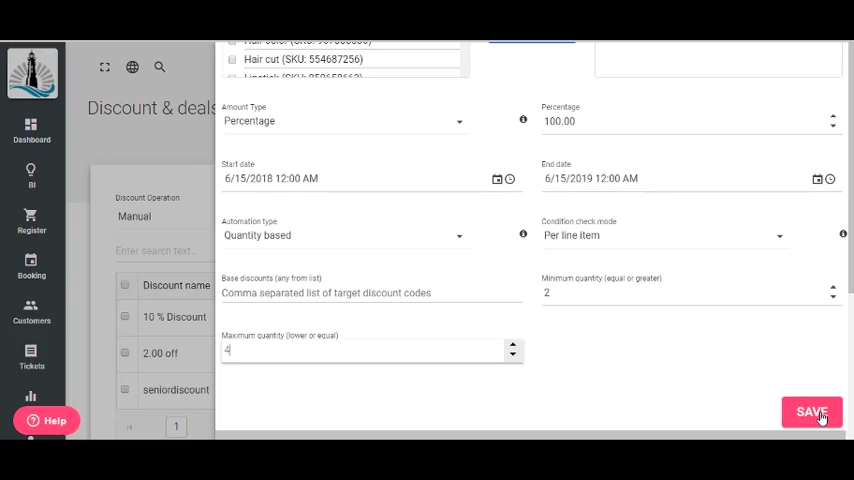 Hair cut (SKU: 554687256)
Discount & deals
Amount Type
Percentage
Percentage
100.00
Dashboard
Start date
6/15/2018 12:00 AM
End date
6/15/2019 12:00 AM
BI
Discount Operation
Manual
Register
Automation type
Quantity based
Condition check mode
Per line item
Enter search text...
Booking
Discount name
Base discounts (any from list)
Comma separated list of target discount codes
Minimum quantity (equal or greater)
2
Customers
10 % Discount
2.00 off
Maximum quantity (lower or equal)
4
Tickets
seniordiscount
Help
1
SAVE